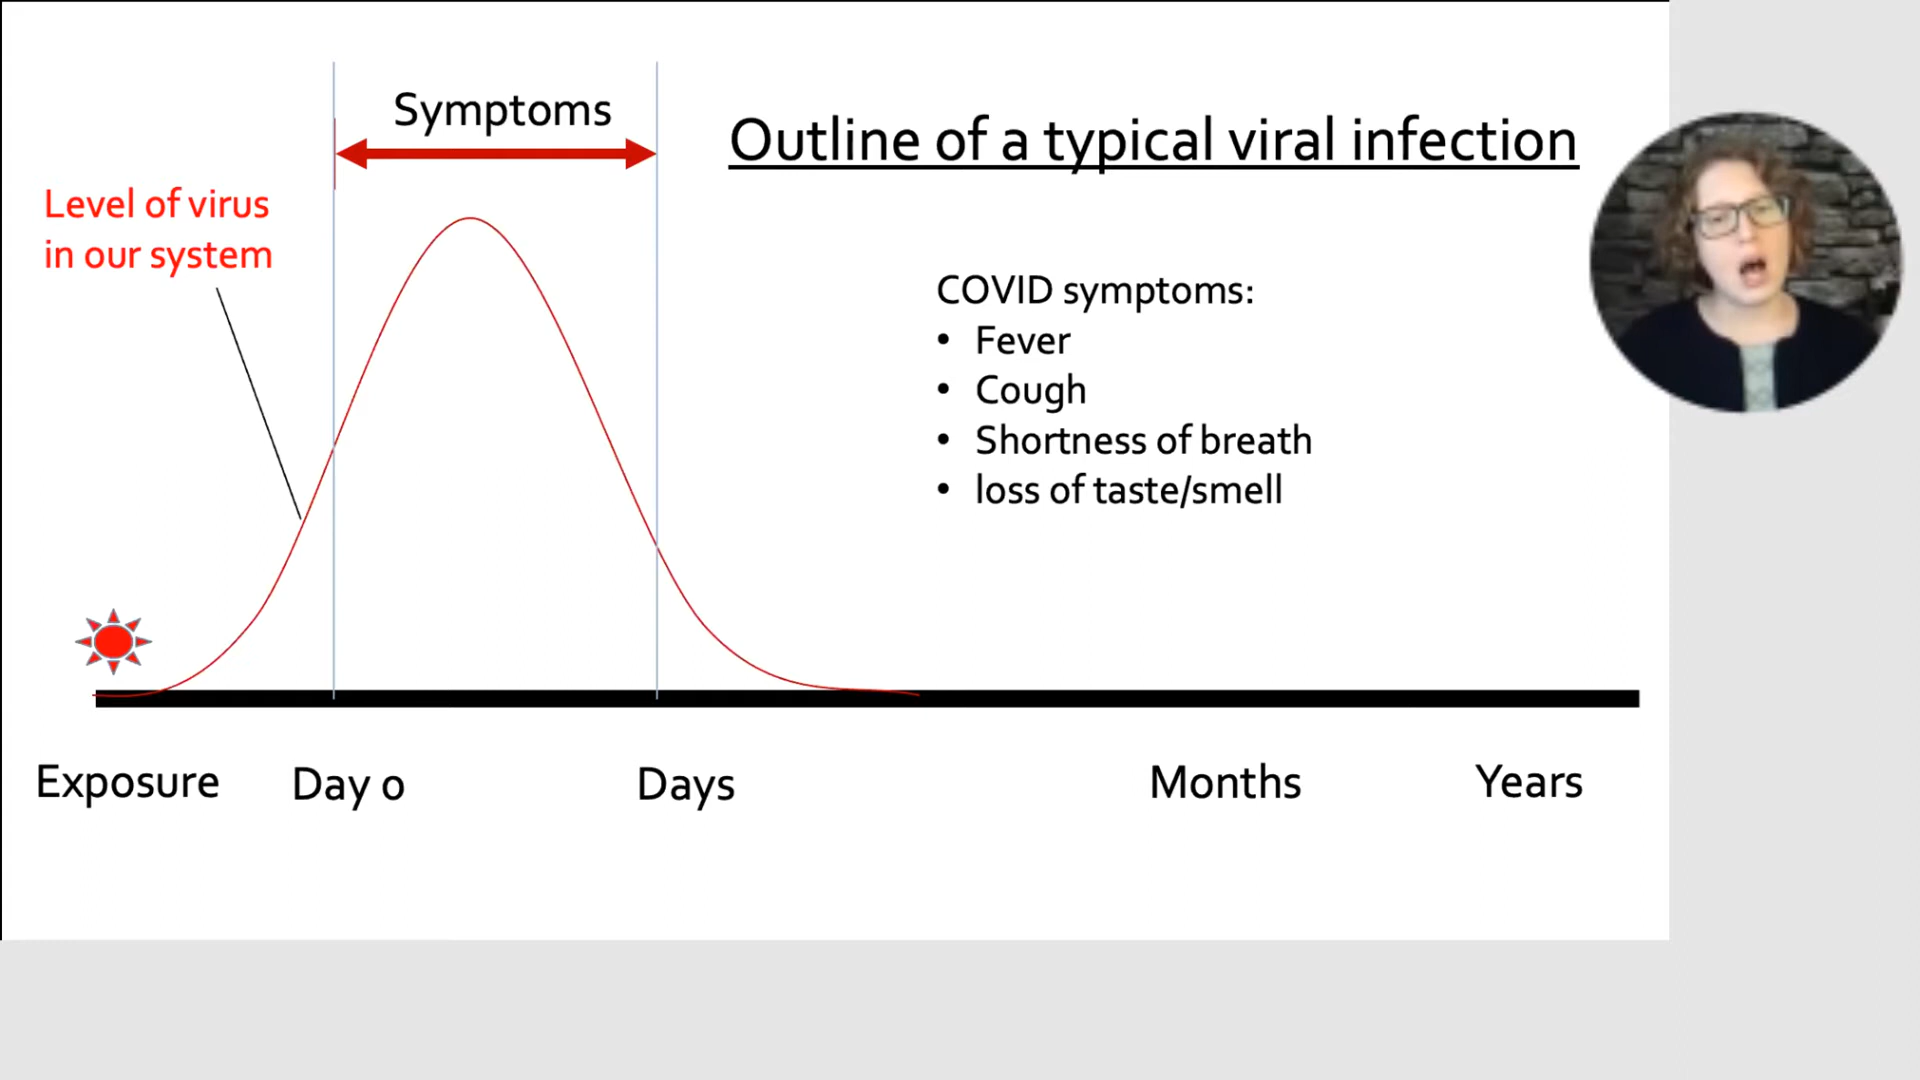 Symptoms
Outline of a typical viral infection
Level of virus
in our system
COVID symptoms:
• Fever
• Cough
• Shortness of breath
• loss of taste/smell
Exposure
Day 0
Days
Months
Years